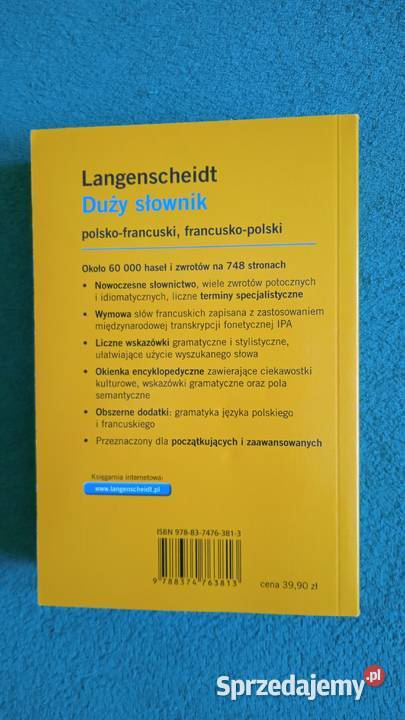 Langenscheidt
Duży słownik
polsko-francuski, francusko-polski
Około 60 000 haseł i zwrotów na 748 stronach
• Nowoczesne słownictwo, wiele zwrotów potocznych
i idiomatycznych, liczne terminy specjalistyczne
• Wymowa słów francuskich zapisana z zastosowaniem
międzynarodowej transkrypcji fonetycznej IPA
• Liczne wskazówki gramatyczne i stylistyczne,
ułatwiające użycie wyszukanego słowa
• Okienka encyklopedyczne zawierające ciekawostki
kulturowe, wskazówki gramatyczne oraz pola
semantyczne
• Obszerne dodatki: gramatyka języka polskiego
i francuskiego
• Przeznaczony dla początkujących i zaawansowanych
Księgarnia internetowa:
www.langenscheidt.pl
ISBN 978-83-7476-381-3
9 788374 763813
cena 39,90 zł
Sprzedajemy.pl